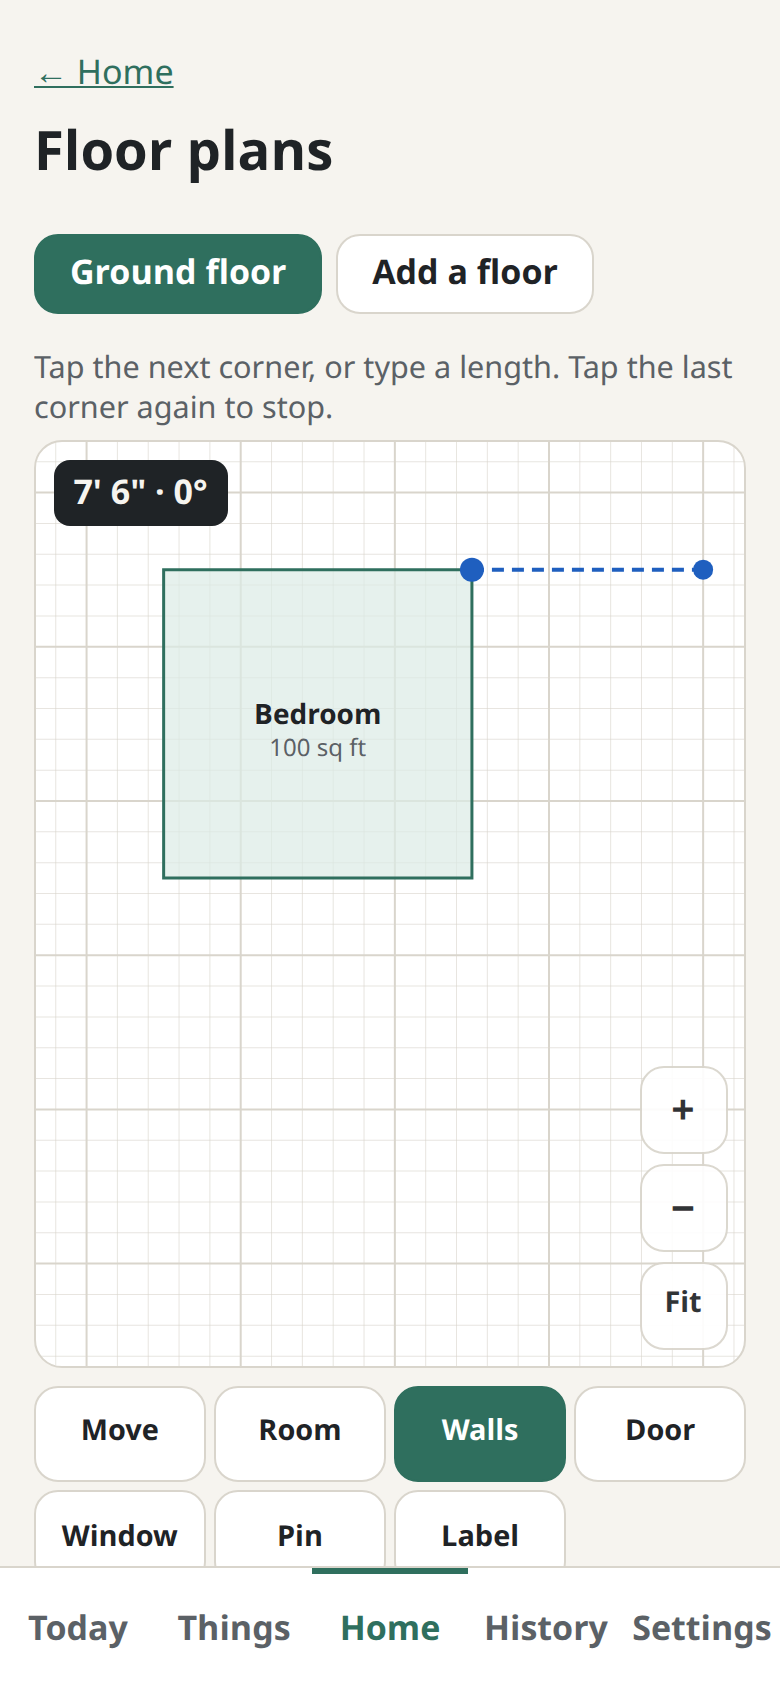 ← Home
Floor plans
Ground floor
Add a floor
Tap the next corner, or type a length. Tap the last
corner again to stop.
7' 6" · 0°
Bedroom
100 sq ft
+
−
Fit
Move
Room
Walls
Door
Window
Pin
Label
Today
Things
Home
History
Settings